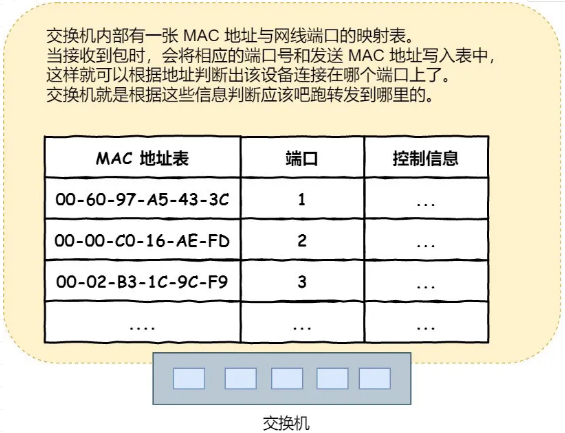 交换机内部有一张 MAC 地址与网线端口的映射表。
当接收到包时，会将相应的端口号和发送 MAC 地址写入表中，
这样就可以根据地址判断出该设备连接在哪个端口上了。
交换机就是根据这些信息判断应该吧跑转发到哪里的。
MAC 地址表 端口 控制信息
00-60-97-A5-43-3C 1 ...
00-00-C0-16-AE-FD 2 ...
00-02-B3-1C-9C-F9 3 ...
.... ... ...
交换机